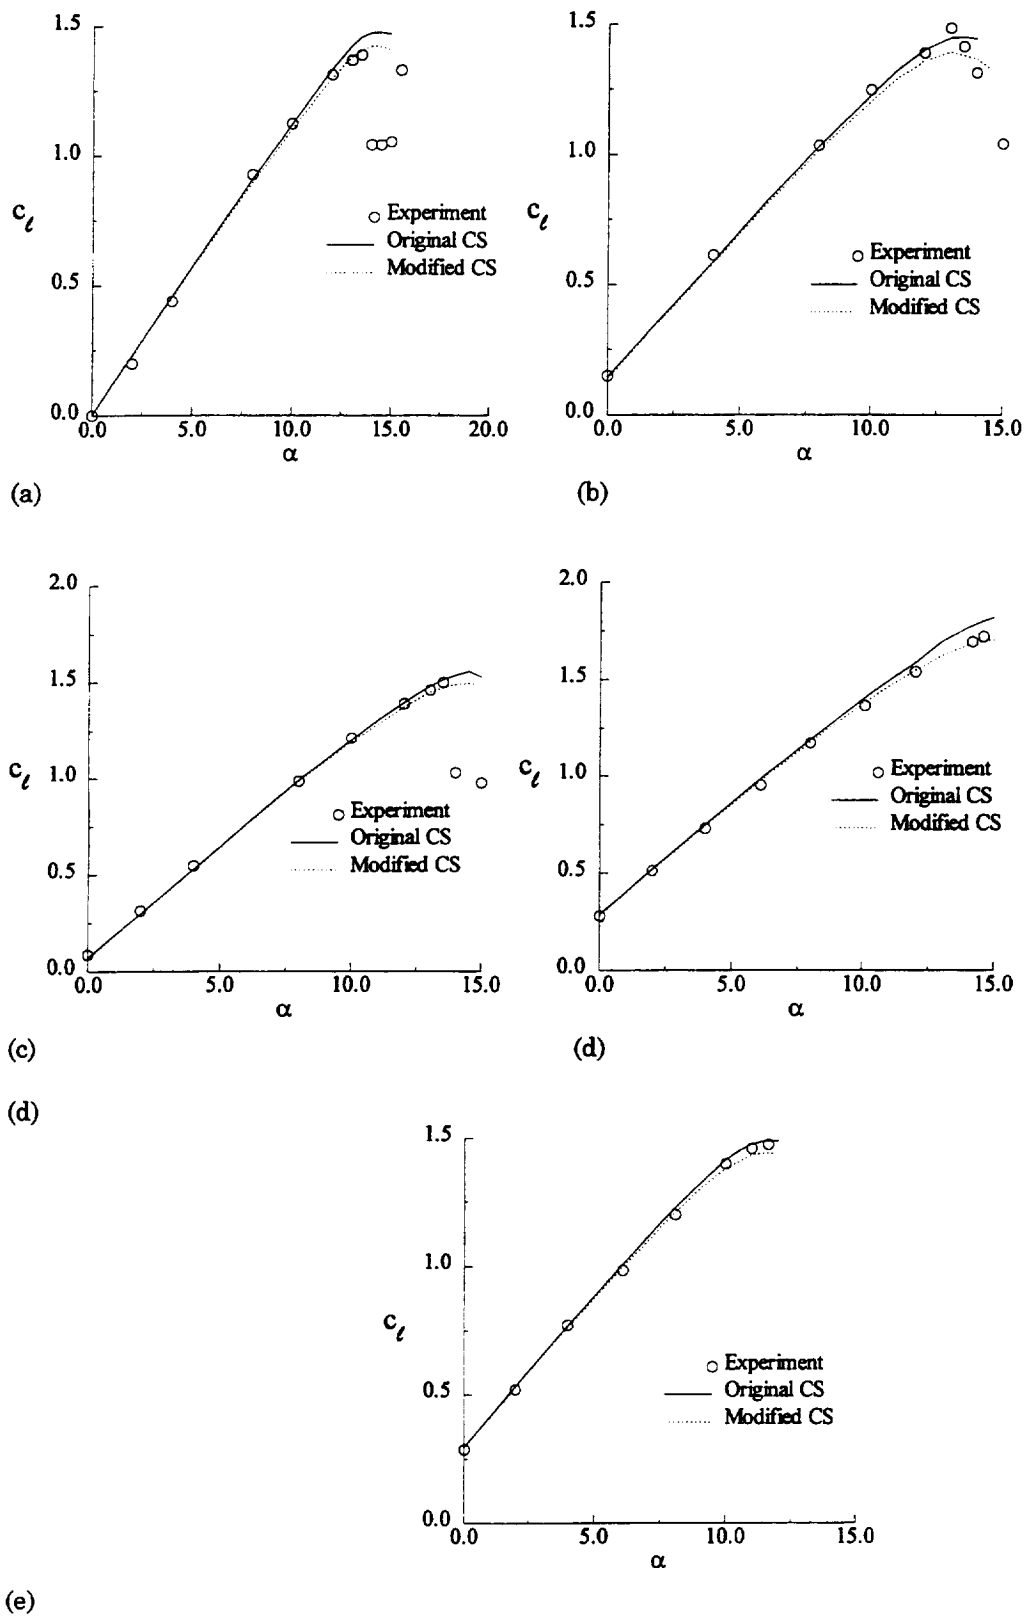 1.5
1.0
0.5
0.0
cℓ
Experiment
Original CS
Modified CS
0.0 5.0 10.0 15.0 20.0
α
(a)
1.5
1.0
0.5
0.0
cℓ
Experiment
Original CS
Modified CS
0.0 5.0 10.0 15.0
α
(b)
2.0
1.5
1.0
0.5
0.0
cℓ
Experiment
Original CS
Modified CS
0.0 5.0 10.0 15.0
α
(c)
2.0
1.5
1.0
0.5
0.0
cℓ
Experiment
Original CS
Modified CS
0.0 5.0 10.0 15.0
α
(d)
(d)
1.5
1.0
0.5
0.0
cℓ
Experiment
Original CS
Modified CS
0.0 5.0 10.0 15.0
α
(e)